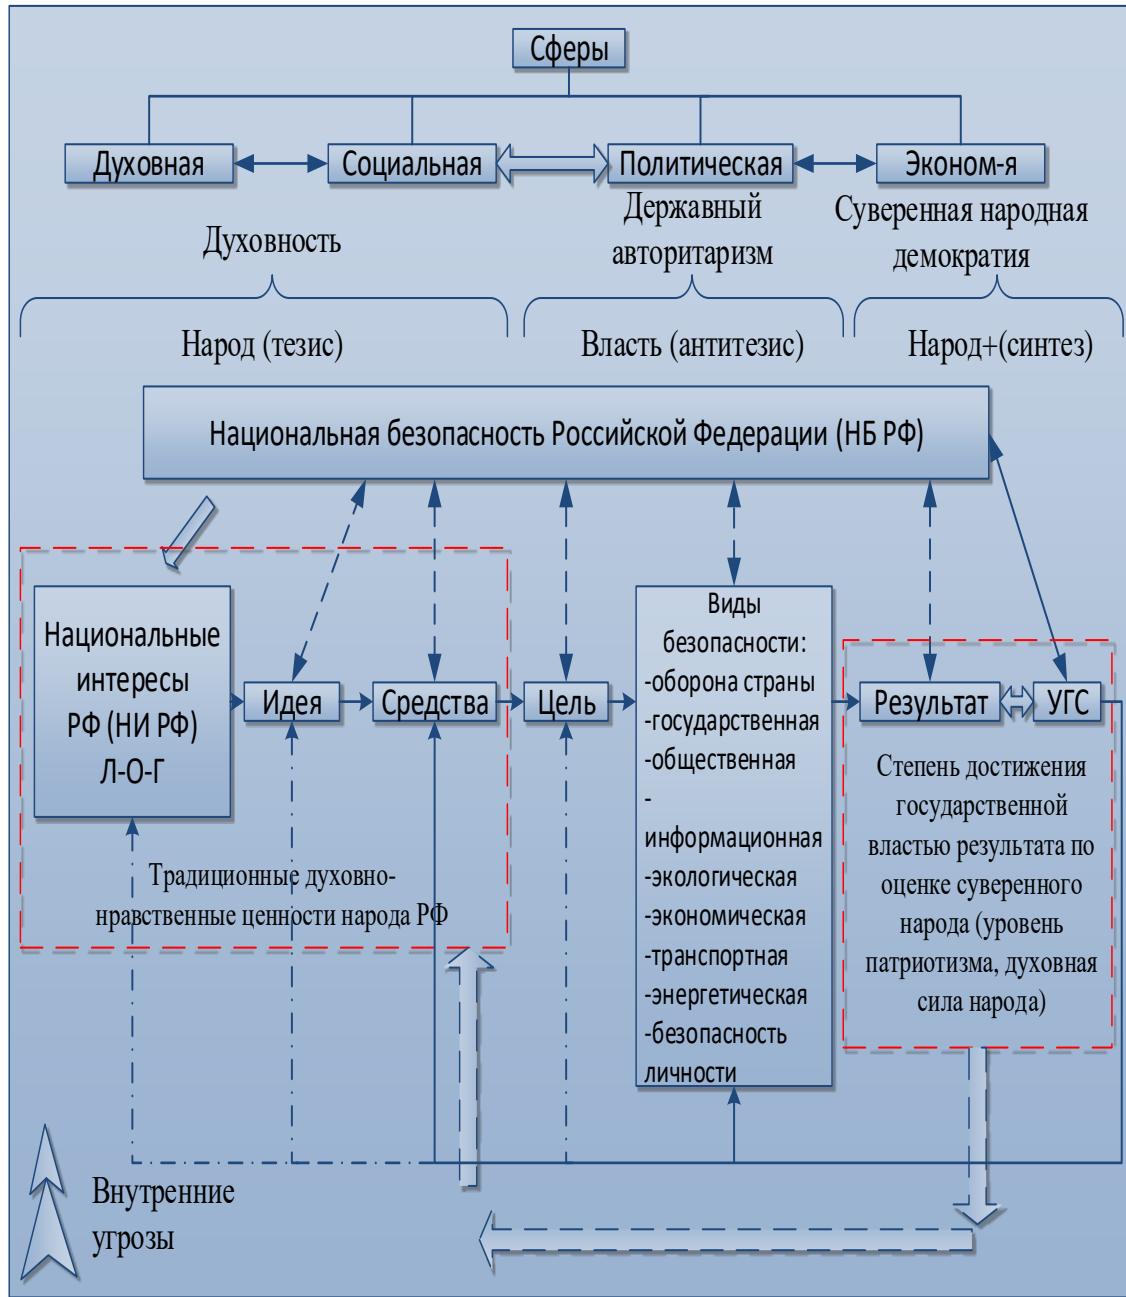 Сферы
Духовная
Социальная
Политическая
Эконом-я
Духовность
Державный
авторитаризм
Суверенная народная
демократия
Народ (тезис)
Власть (антитезис)
Народ+(синтез)
Национальная безопасность Российской Федерации (НБ РФ)
Национальные
интересы
РФ (НИ РФ)
Л-О-Г
Идея
Средства
Цель
Виды
безопасности:
-оборона страны
-государственная
-общественная
-
информационная
-экологическая
-экономическая
-транспортная
-энергетическая
-безопасность
личности
Результат
УГС
Степень достижения
государственной
властью результата по
оценке суверенного
народа (уровень
патриотизма, духовная
сила народа)
Традиционные духовно-
нравственные ценности народа РФ
Внутренние
угрозы